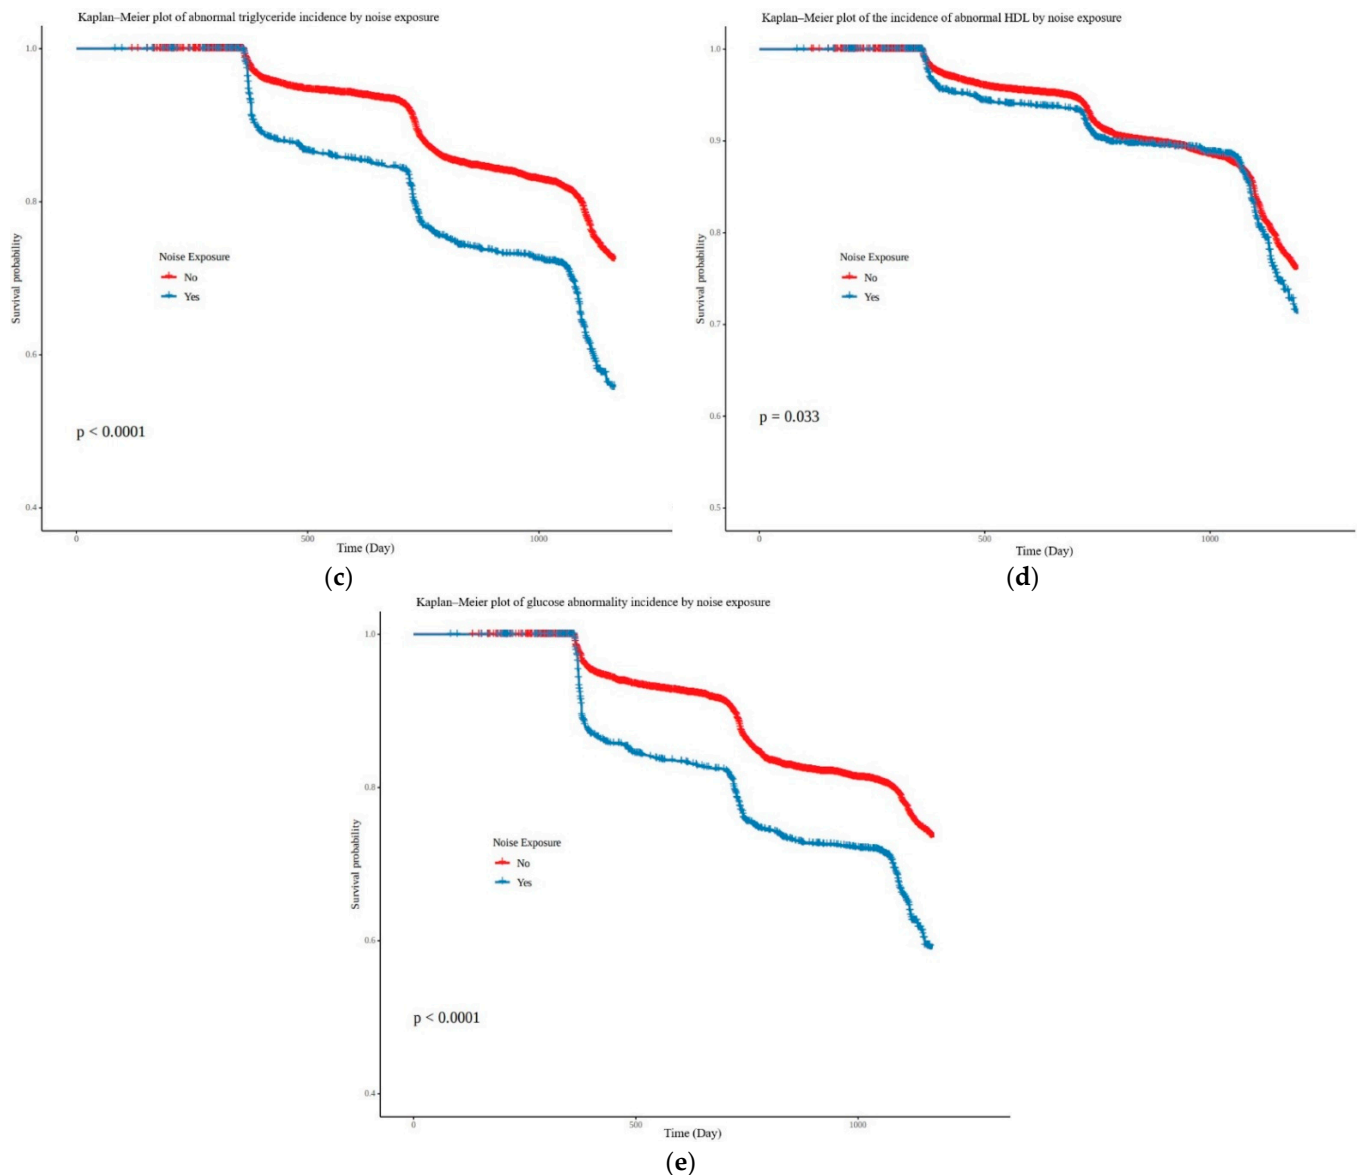 Kaplan–Meier plot of abnormal triglyceride incidence by noise exposure
1.0
0.8
0.6
0.4
Survival probability
Noise Exposure
No
Yes
p < 0.0001
0
500
1000
Time (Day)
(c)
Kaplan–Meier plot of the incidence of abnormal HDL by noise exposure
1.0
0.9
0.8
0.7
0.6
0.5
Survival probability
Noise Exposure
No
Yes
p = 0.033
0
500
1000
Time (Day)
(d)
Kaplan–Meier plot of glucose abnormality incidence by noise exposure
1.0
0.8
0.6
0.4
Survival probability
Noise Exposure
No
Yes
p < 0.0001
0
500
1000
Time (Day)
(e)